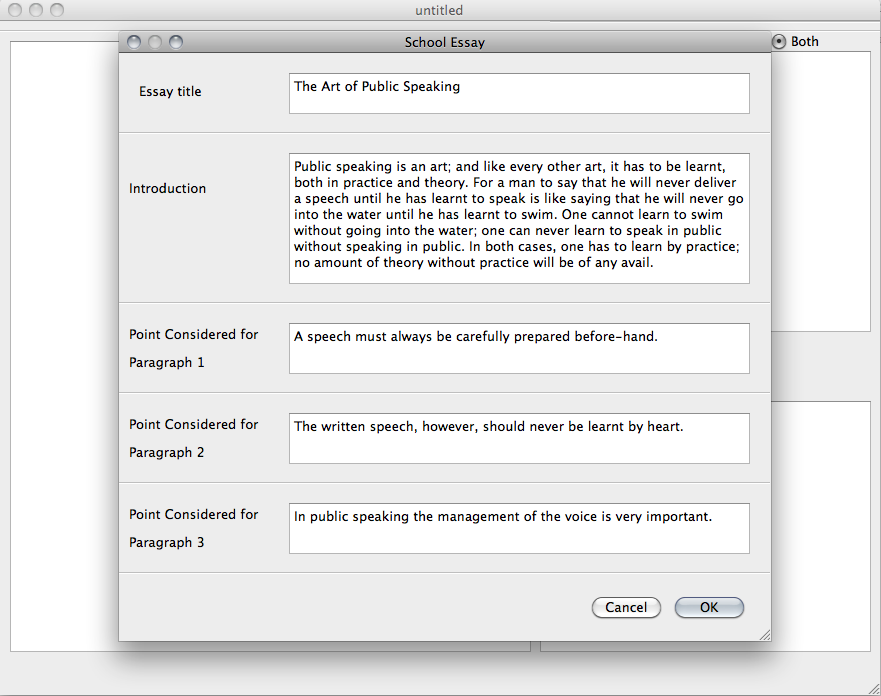 untitled
School Essay
Both
Essay title
The Art of Public Speaking
Introduction
Public speaking is an art; and like every other art, it has to be learnt,
both in practice and theory. For a man to say that he will never deliver
a speech until he has learnt to speak is like saying that he will never go
into the water until he has learnt to swim. One cannot learn to swim
without going into the water; one can never learn to speak in public
without speaking in public. In both cases, one has to learn by practice;
no amount of theory without practice will be of any avail.
Point Considered for
Paragraph 1
A speech must always be carefully prepared before-hand.
Point Considered for
Paragraph 2
The written speech, however, should never be learnt by heart.
Point Considered for
Paragraph 3
In public speaking the management of the voice is very important.
Cancel
OK